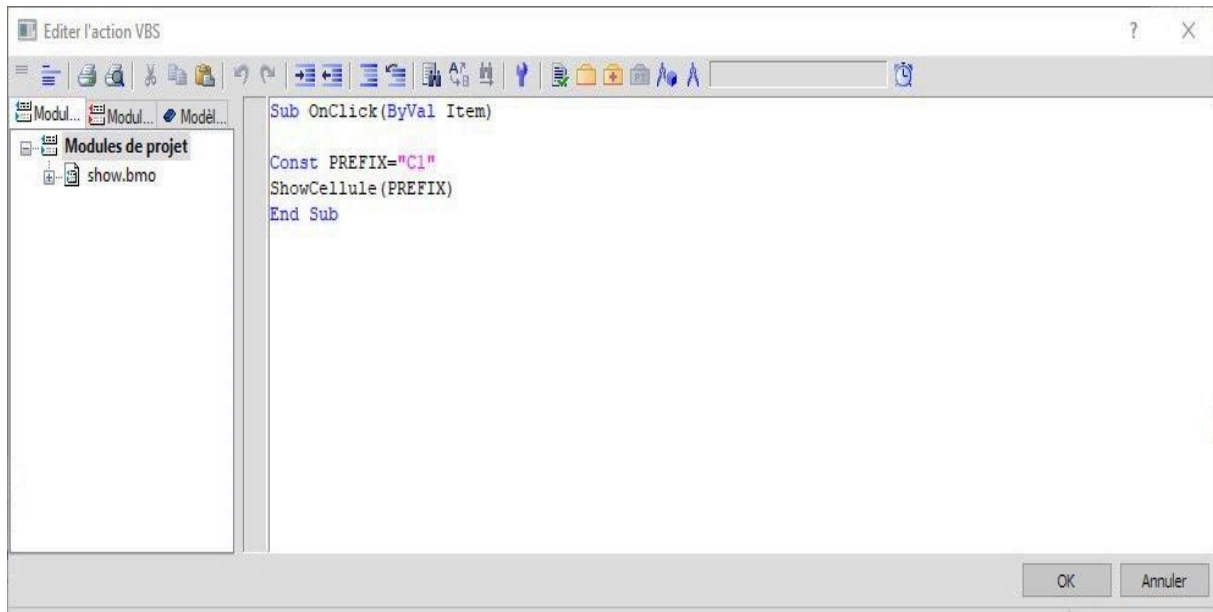 Editer l'action VBS
Modul... Modul... Modèl...
Modules de projet
show.bmo
Sub OnClick(ByVal Item)
Const PREFIX="C1"
ShowCellule(PREFIX)
End Sub
OK Annuler